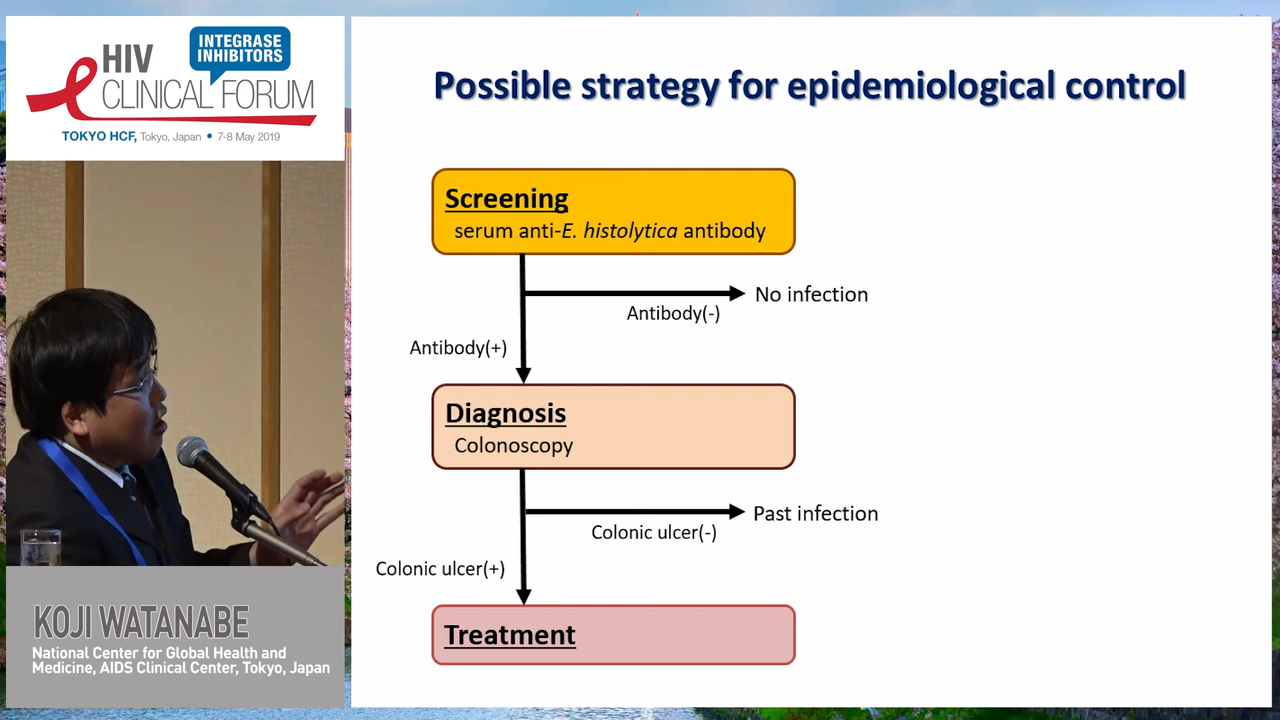 HIV
INTEGRASE
INHIBITORS
CLINICAL FORUM
TOKYO HCF, Tokyo, Japan • 7-8 May 2019
KOJI WATANABE
National Center for Global Health and
Medicine, AIDS Clinical Center, Tokyo, Japan
Possible strategy for epidemiological control
Screening
serum anti-E. histolytica antibody
No infection
Antibody(-)
Antibody(+)
Diagnosis
Colonoscopy
Past infection
Colonic ulcer(-)
Colonic ulcer(+)
Treatment